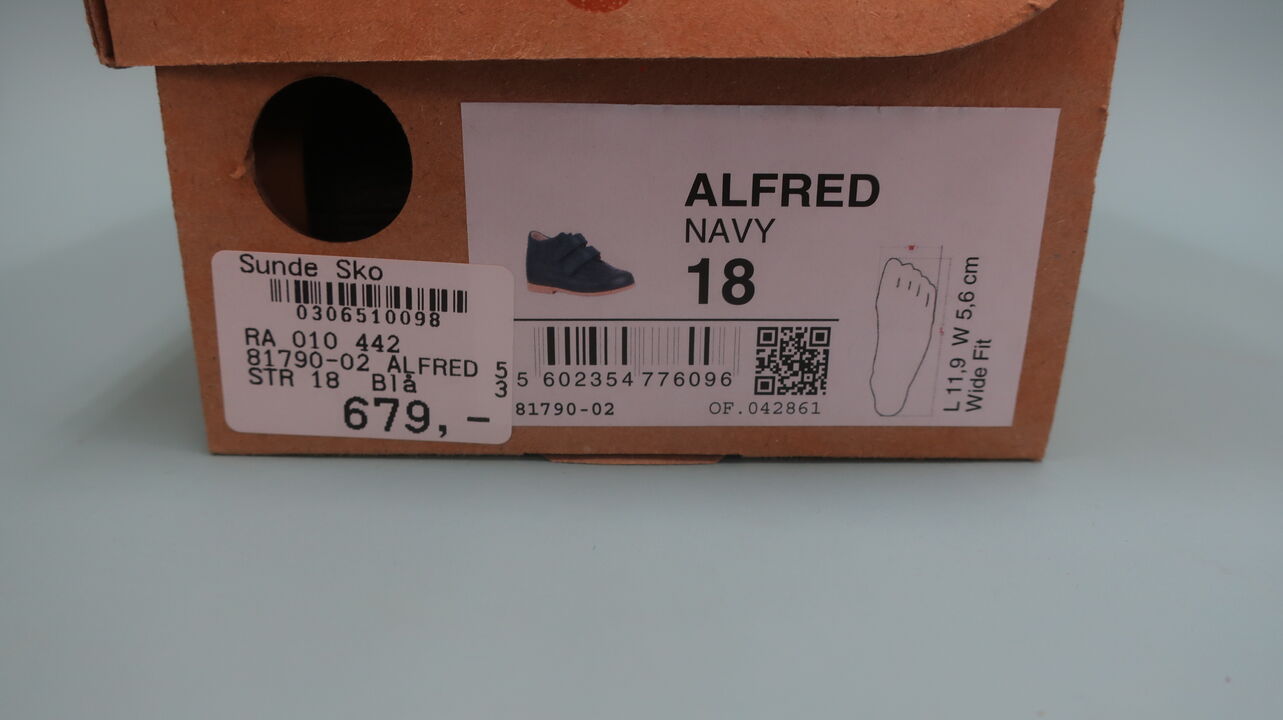 ALFRED
NAVY
18
5 602354 776096
81790-02
OF.042861
L 11,9 W 5,6 cm
Wide Fit
Sunde Sko
0306510098
RA 010 442
81790-02 ALFRED 5
3
STR 18 Blå
679,-